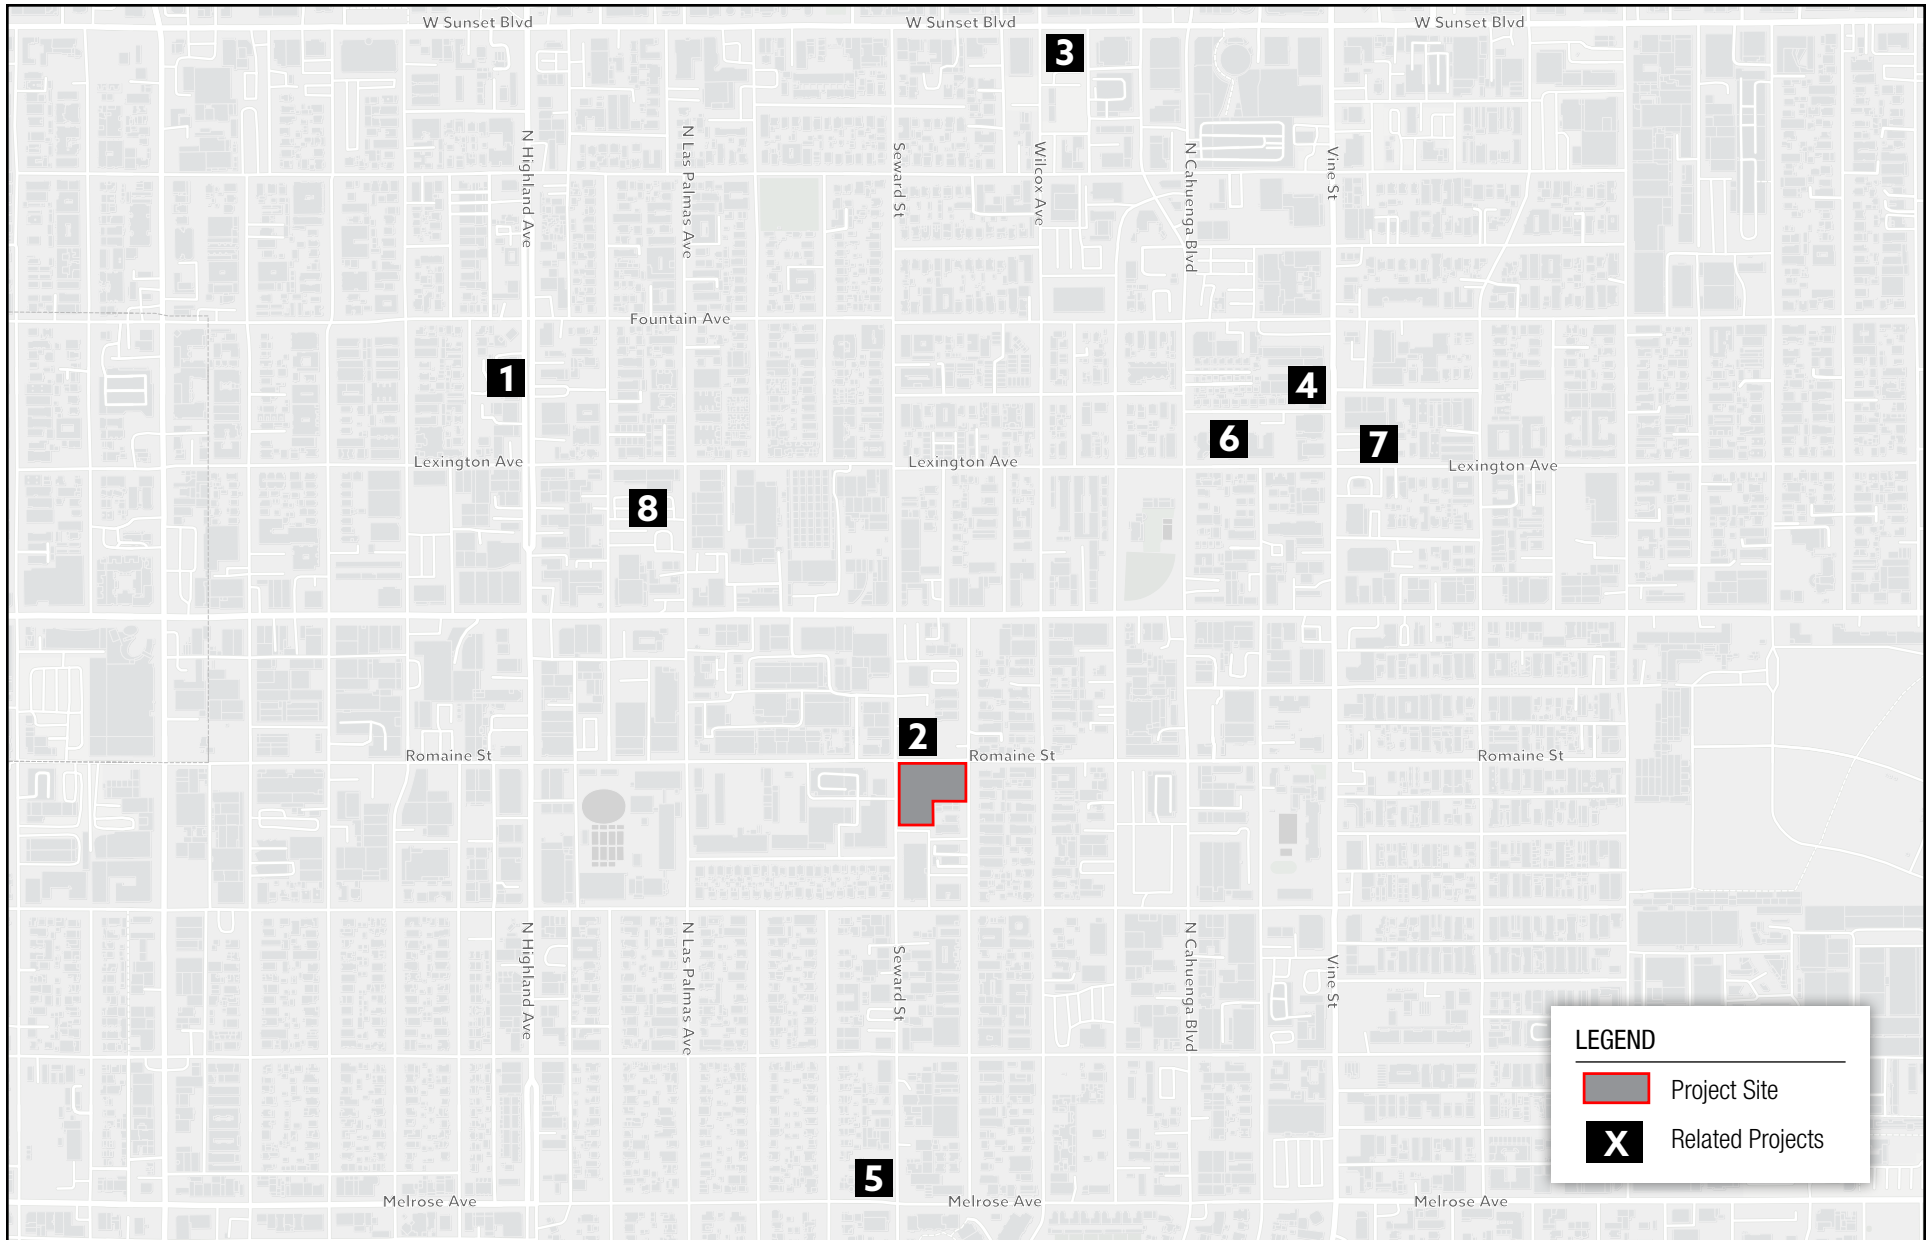 W Sunset Blvd
W Sunset Blvd
W Sunset Blvd
3
N Highland Ave
N Las Palmas Ave
Seward St
Wilcox Ave
N Cahuenga Blvd
Vine St
Fountain Ave
1
4
6
7
Lexington Ave
Lexington Ave
Lexington Ave
8
2
Romaine St
Romaine St
Romaine St
N Highland Ave
N Las Palmas Ave
Seward St
N Cahuenga Blvd
Vine St
5
Melrose Ave
Melrose Ave
Melrose Ave
LEGEND
Project Site
X Related Projects